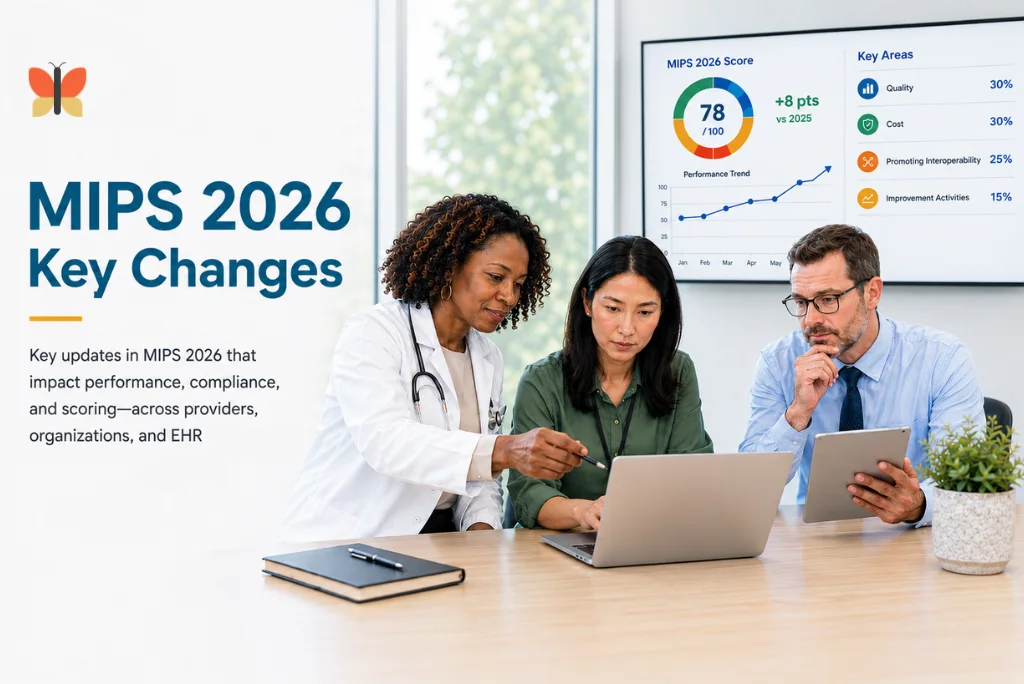 MIPS 2026
Key Changes
Key updates in MIPS 2026 that
impact performance, compliance,
and scoring—across providers,
organizations, and EHR
MIPS 2026 Score
78
/ 100
+8 pts
vs 2025
Performance Trend
100
75
50
25
0
Jan Feb Mar Apr May
Key Areas
Quality 30%
Cost 30%
Promoting Interoperability 25%
Improvement Activities 15%